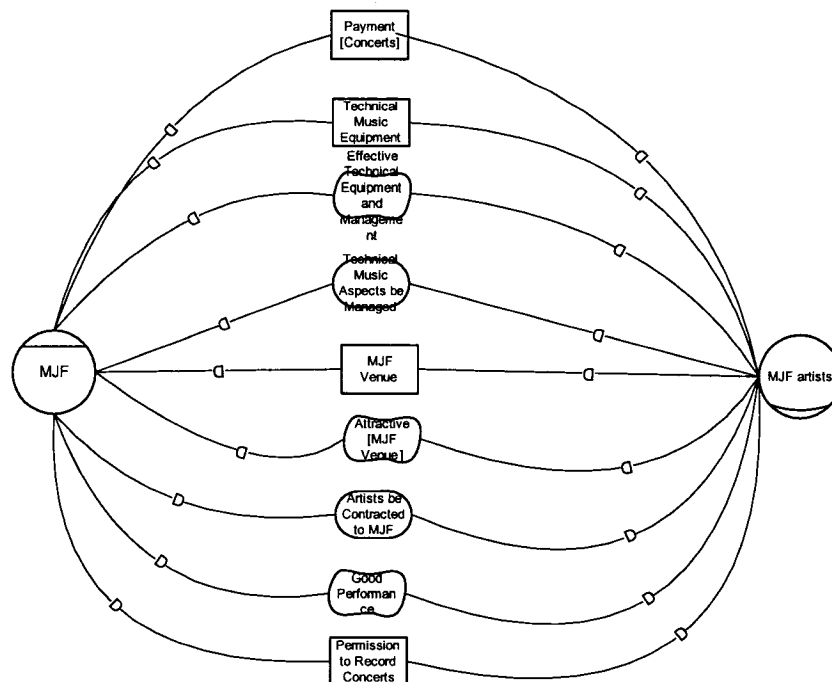 Payment
[Concerts]
Technical
Music
Equipment
Effective
Technical
Equipment
and
Manageme
nt
Technical
Music
Aspects be
Managed
MJF
MJF
Venue
MJF artists
Attractive
[MJF
Venue]
Artists be
Contracted
to MJF
Good
Performan
ce
Permission
to Record
Concerts